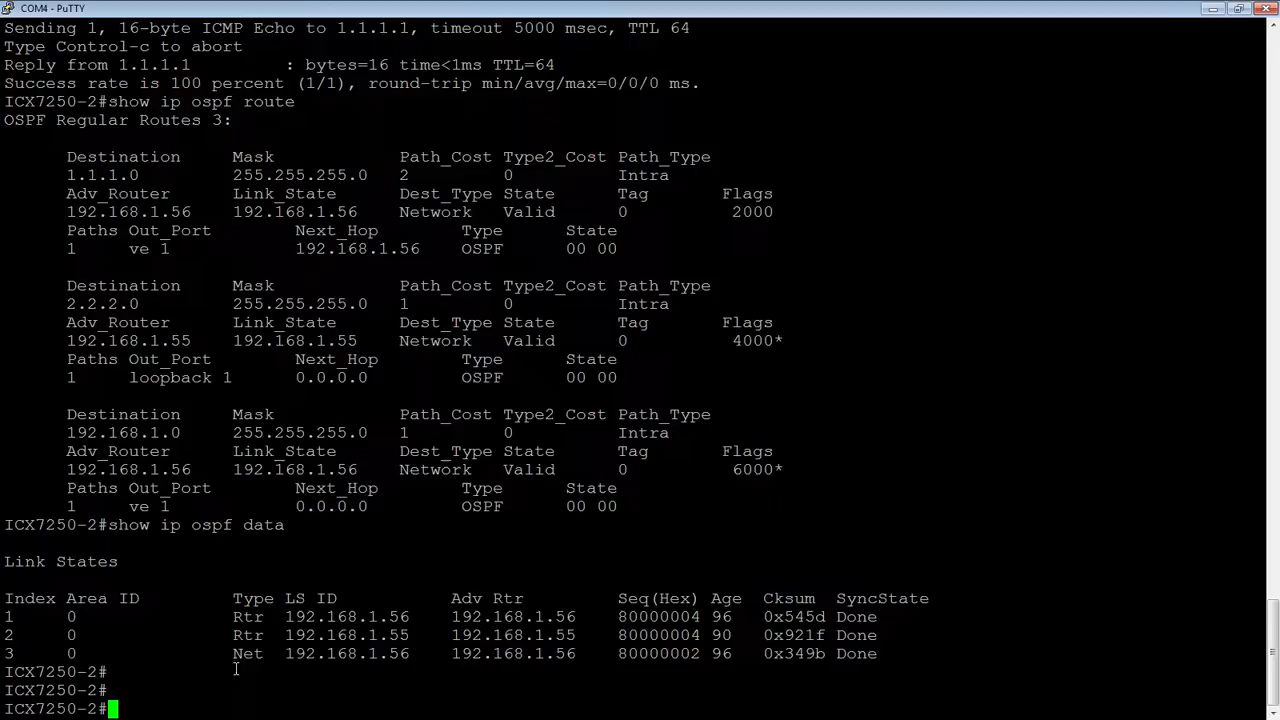 COM4 - PuTTY
Sending 1, 16-byte ICMP Echo to 1.1.1.1, timeout 5000 msec, TTL 64
Type Control-c to abort
Reply from 1.1.1.1         : bytes=16 time<1ms TTL=64
Success rate is 100 percent (1/1), round-trip min/avg/max=0/0/0 ms.
ICX7250-2#show ip ospf route
OSPF Regular Routes 3:
Destination     Mask            Path_Cost Type2_Cost Path_Type
1.1.1.0         255.255.255.0   2         0          Intra
Adv_Router      Link_State      Dest_Type State      Tag       Flags
192.168.1.56    192.168.1.56    Network   Valid      0         2000
Paths Out_Port        Next_Hop        Type      State
1     ve 1            192.168.1.56    OSPF      00 00
Destination     Mask            Path_Cost Type2_Cost Path_Type
2.2.2.0         255.255.255.0   1         0          Intra
Adv_Router      Link_State      Dest_Type State      Tag       Flags
192.168.1.55    192.168.1.55    Network   Valid      0         4000*
Paths Out_Port        Next_Hop        Type      State
1     loopback 1      0.0.0.0         OSPF      00 00
Destination     Mask            Path_Cost Type2_Cost Path_Type
192.168.1.0     255.255.255.0   1         0          Intra
Adv_Router      Link_State      Dest_Type State      Tag       Flags
192.168.1.56    192.168.1.56    Network   Valid      0         6000*
Paths Out_Port        Next_Hop        Type      State
1     ve 1            0.0.0.0         OSPF      00 00
ICX7250-2#show ip ospf data
Link States
Index Area ID         Type LS ID           Adv Rtr         Seq(Hex) Age  Cksum  SyncState
1     0               Rtr  192.168.1.56    192.168.1.56    80000004 96   0x545d Done
2     0               Rtr  192.168.1.55    192.168.1.55    80000004 90   0x921f Done
3     0               Net  192.168.1.56    192.168.1.56    80000002 96   0x349b Done
ICX7250-2#
ICX7250-2#
ICX7250-2#